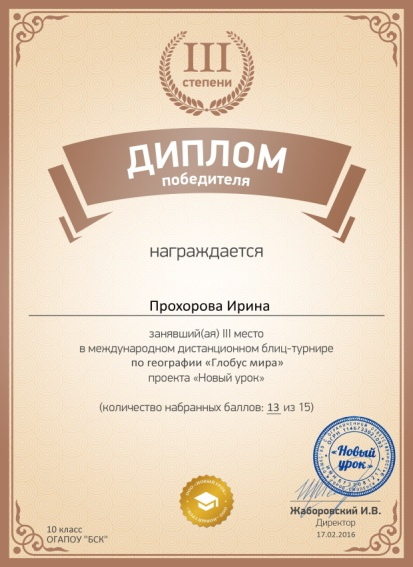 III
степени
ДИПЛОМ
победителя
награждается
Прохорова Ирина
занявший(ая) III место
в международном дистанционном блиц-турнире
по географии «Глобус мира»
проекта «Новый урок»
(количество набранных баллов: 13 из 15)
«Новый
урок»
Жаборовский И.В.
Директор
17.02.2016
10 класс
ОГАПОУ "БСК"